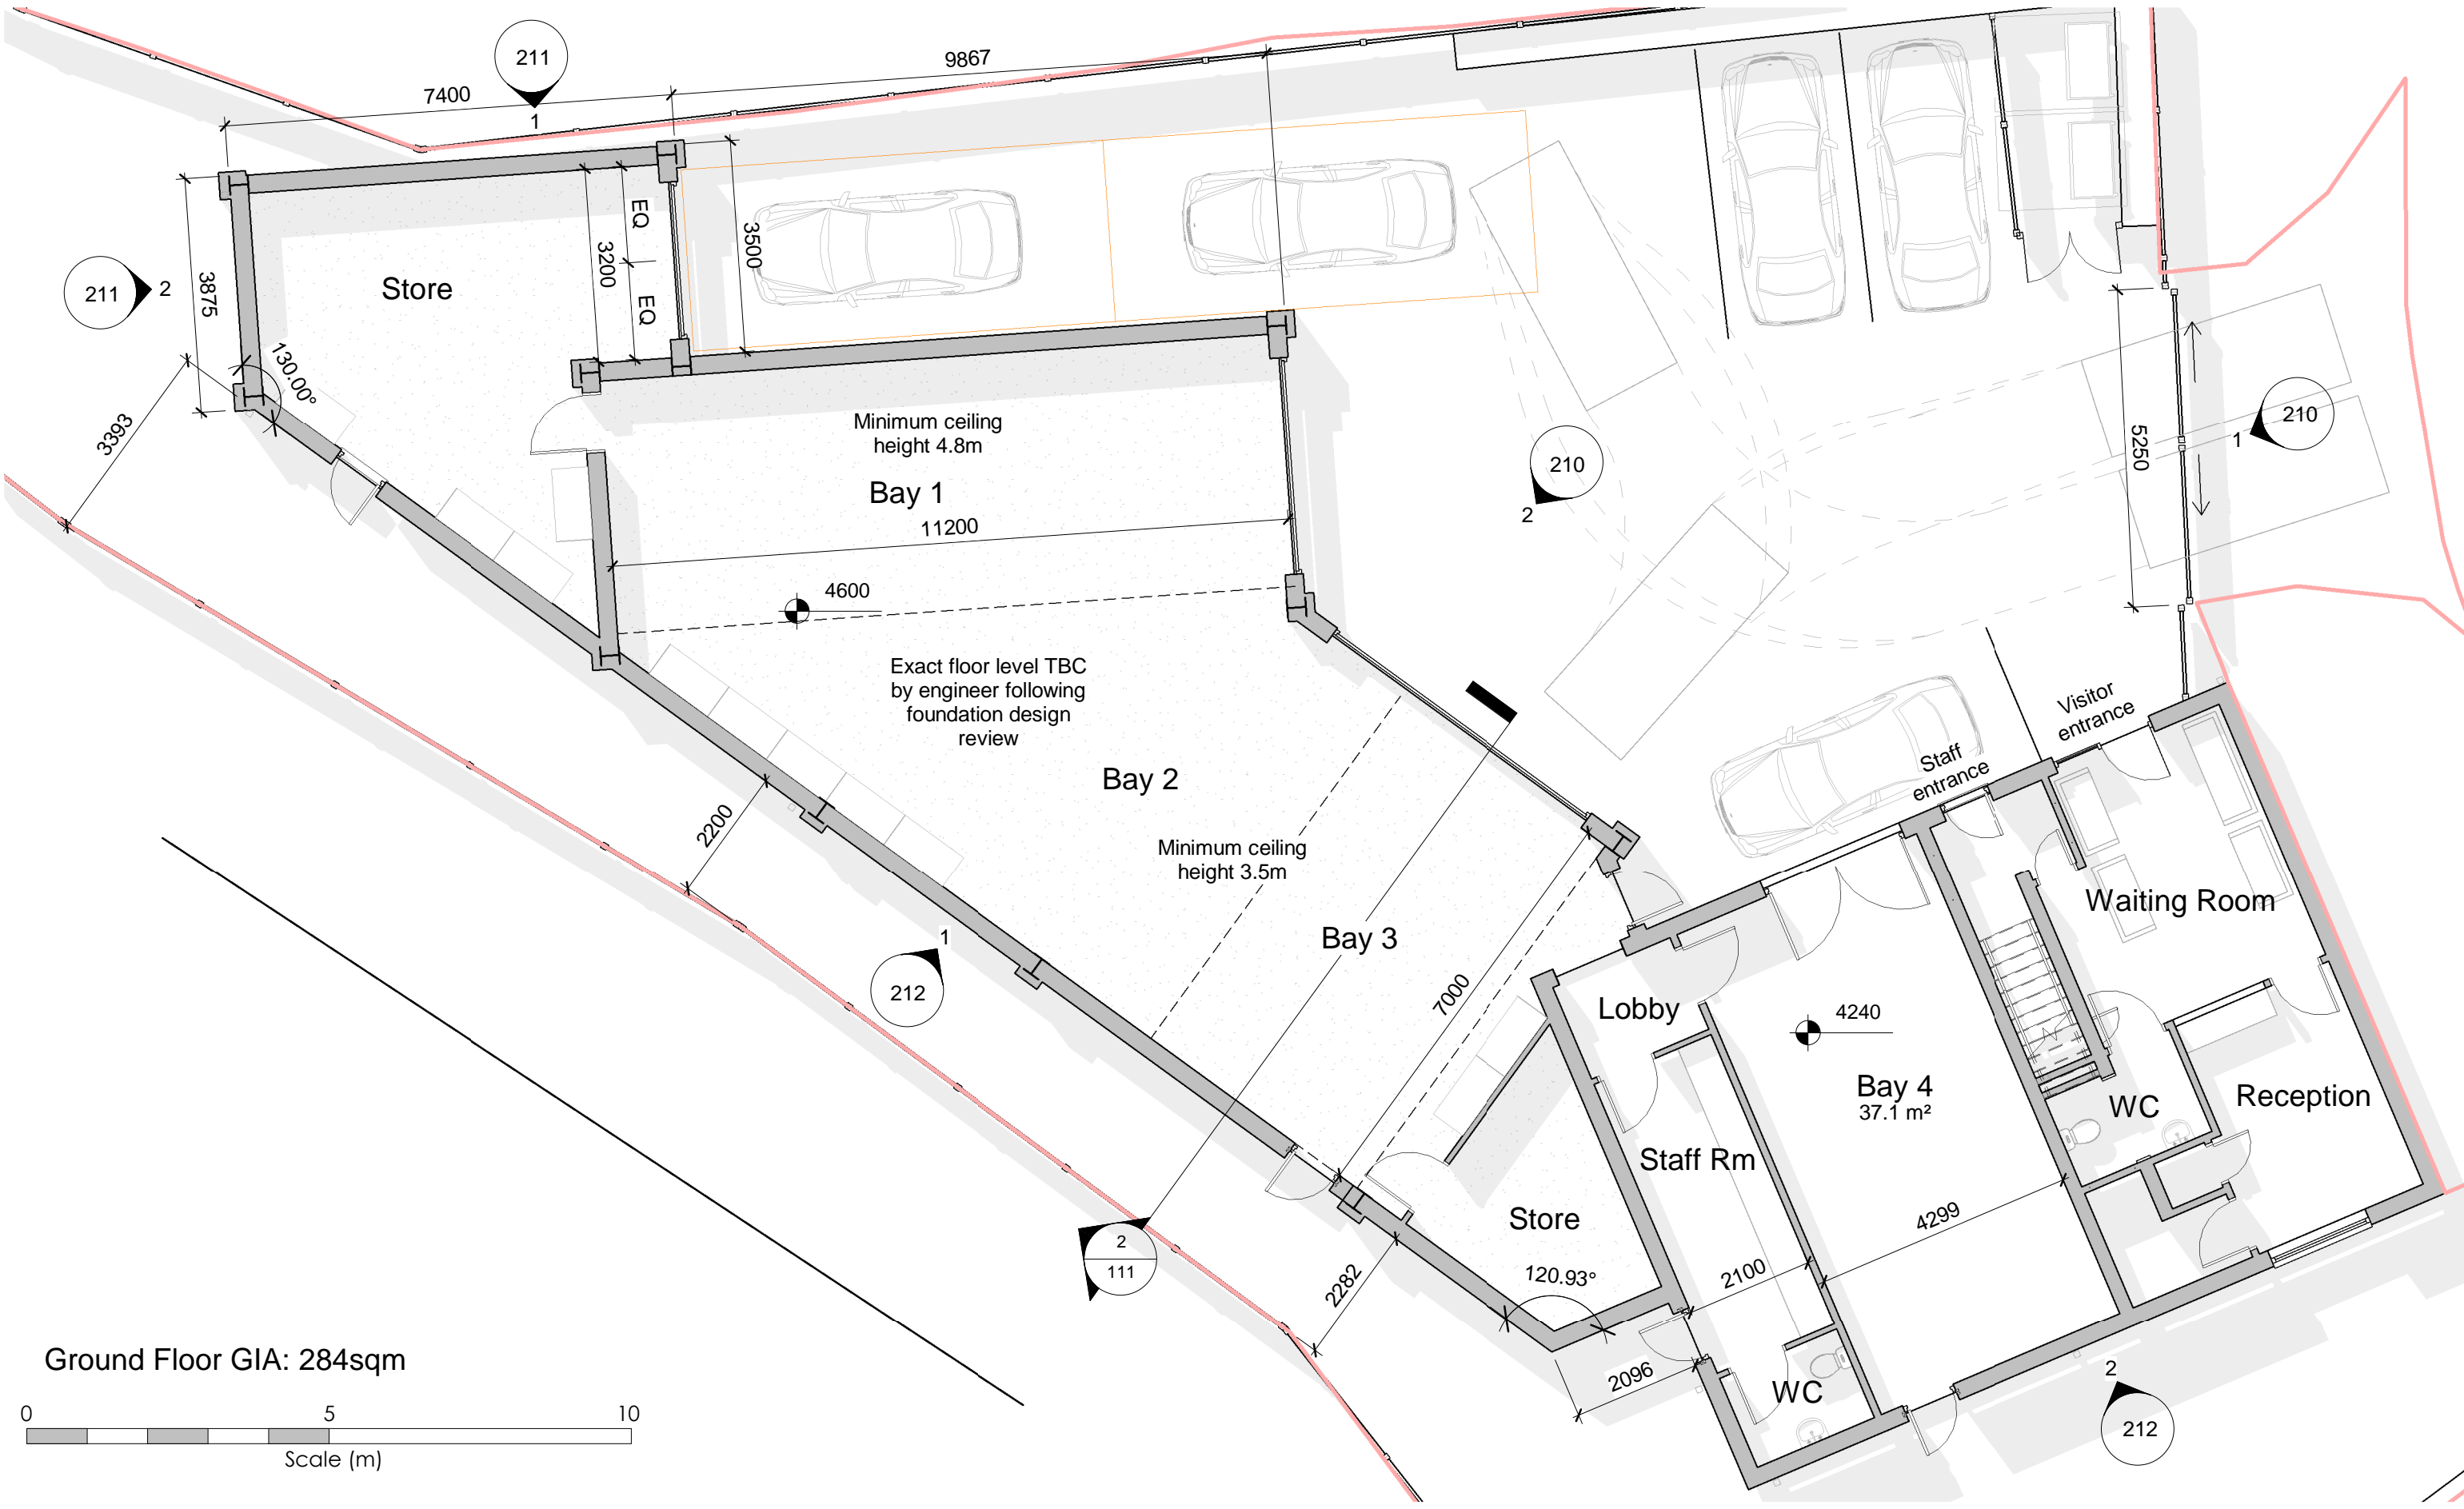 211
1
7400
9867
211
2
3875
Store
EQ
3200
EQ
3500
130.00°
3393
Minimum ceiling
height 4.8m
Bay 1
11200
4600
Exact floor level TBC
by engineer following
foundation design
review
Bay 2
Minimum ceiling
height 3.5m
Bay 3
210
2
210
1
5250
Visitor
entrance
Staff
entrance
2200
1
212
7000
Lobby
4240
Waiting Room
Bay 4
37.1 m²
WC
Reception
Staff Rm
Store
4299
2100
120.93°
2
111
2282
2096
WC
2
212
Ground Floor GIA: 284sqm
0 5 10
Scale (m)